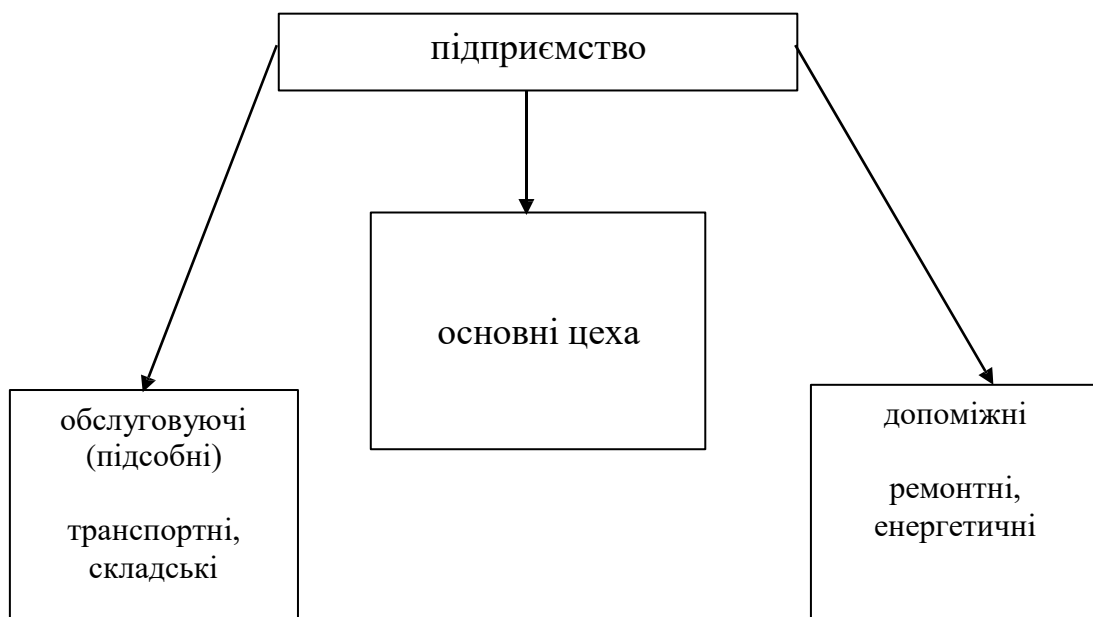 підприємство
основні цеха
обслуговуючі
(підсобні)
транспортні,
складські
допоміжні
ремонтні,
енергетичні